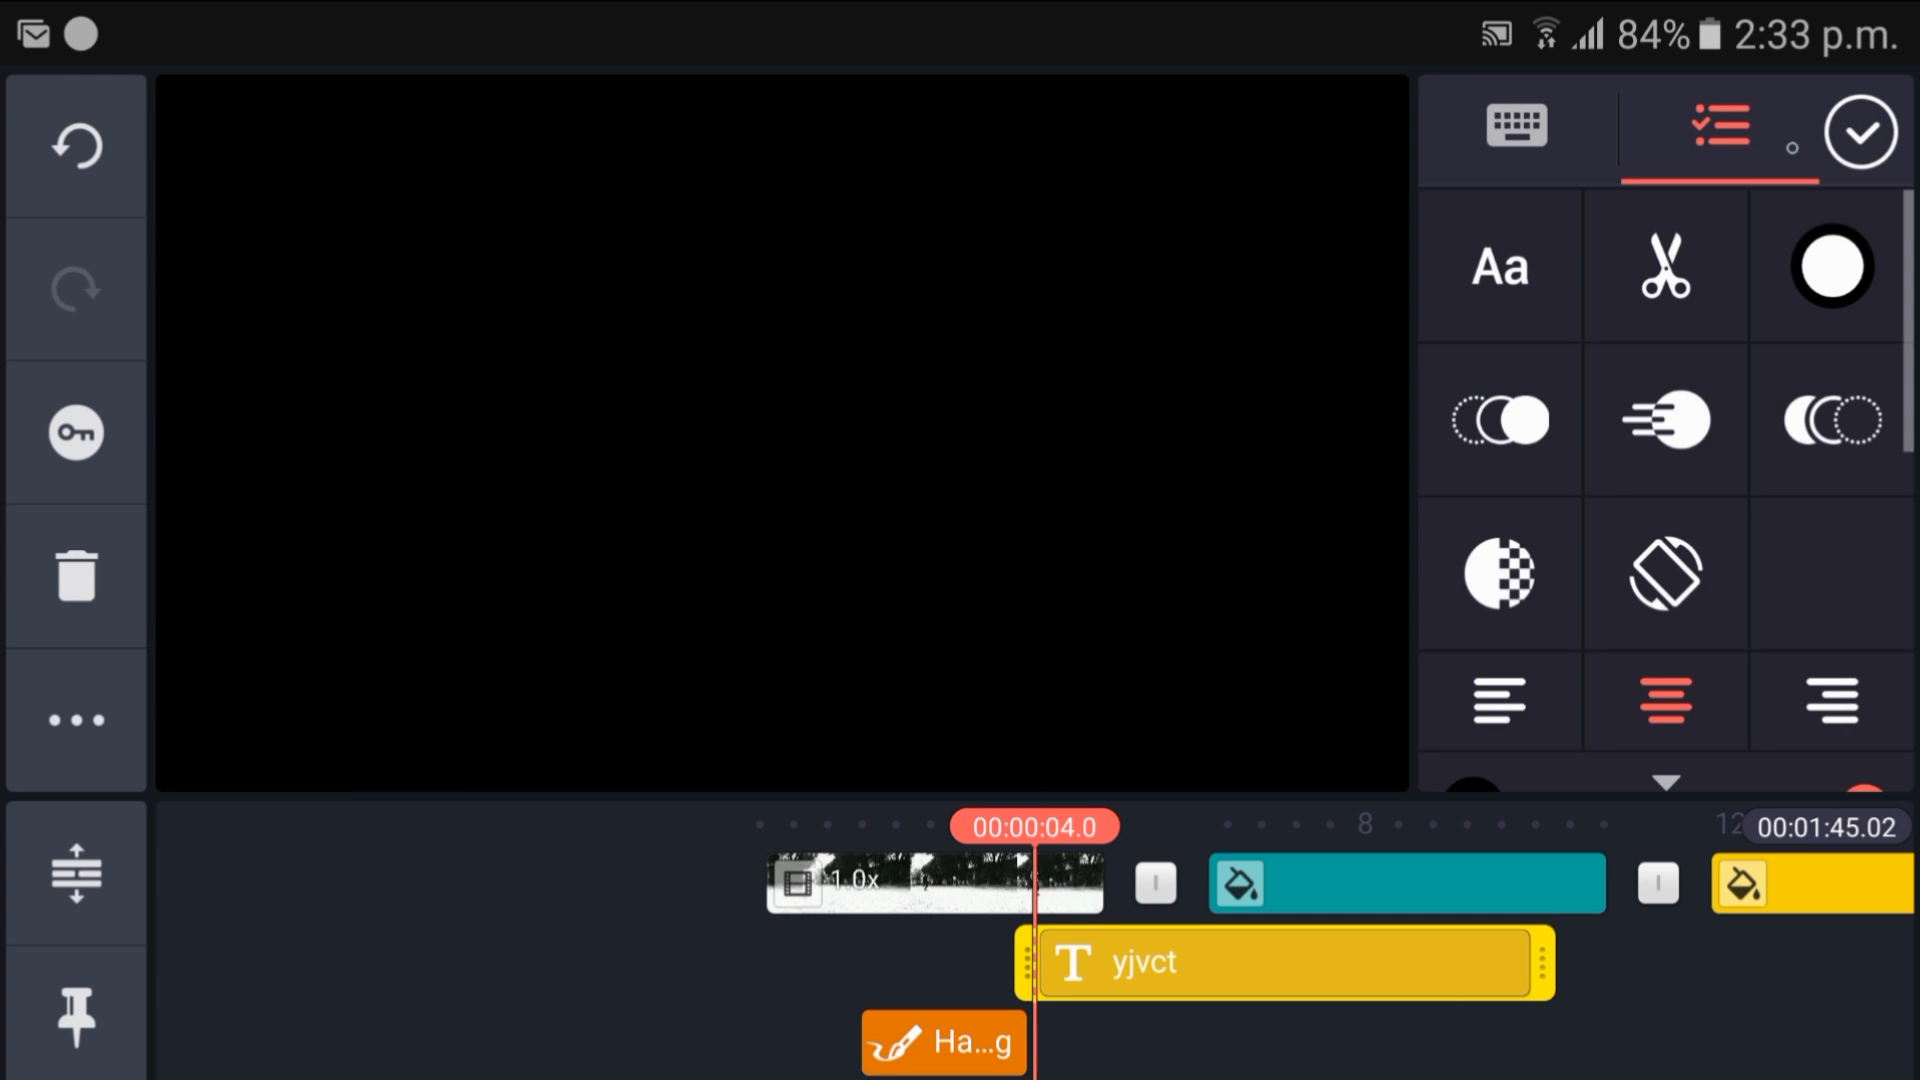 84% 2:33 p.m.
Aa
00:00:04.0
8
12
00:01:45.02
1.0x
T yjvct
Ha...g